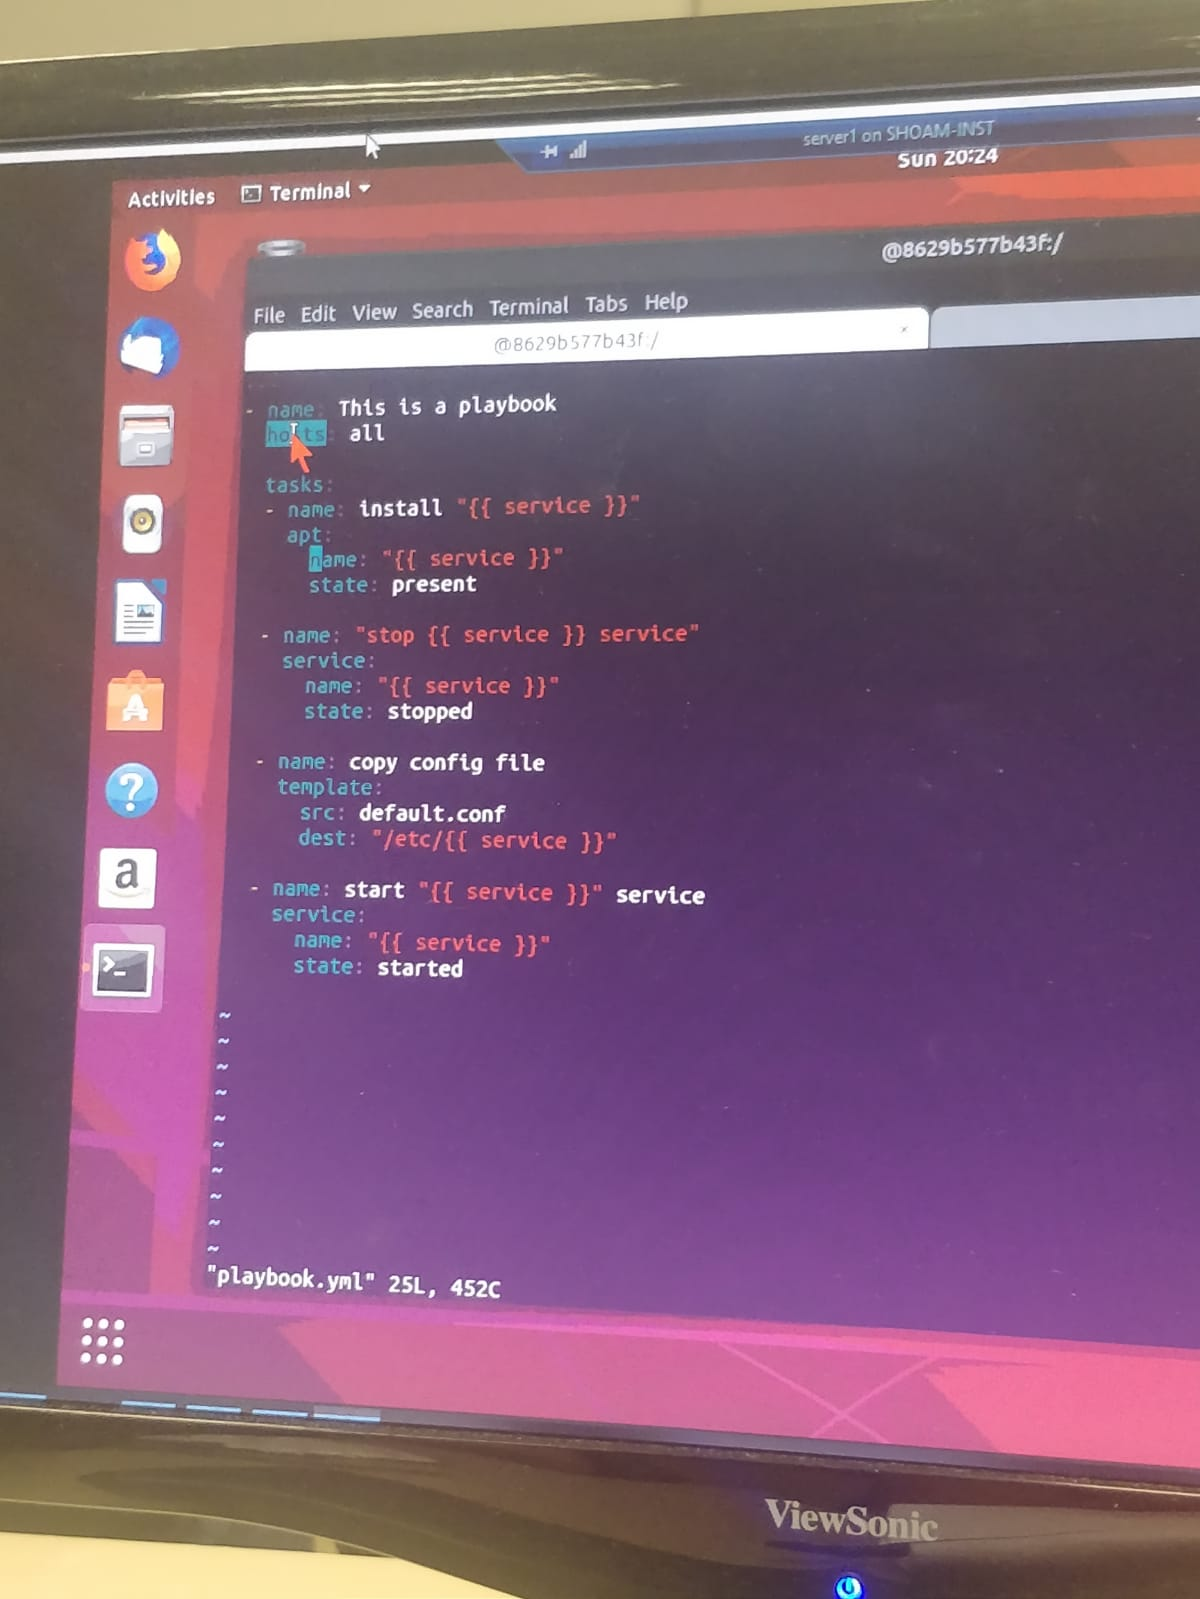 server1 on SHOAM-INST
Activities Terminal Sun 20:24
@8629b577b43f:/
File Edit View Search Terminal Tabs Help
@8629b577b43f:/ ×
- name: This is a playbook
hosts: all
tasks:
- name: install "{{ service }}"
apt:
name: "{{ service }}"
state: present
- name: "stop {{ service }} service"
service:
name: "{{ service }}"
state: stopped
- name: copy config file
template:
src: default.conf
dest: "/etc/{{ service }}"
- name: start "{{ service }}" service
service:
name: "{{ service }}"
state: started
~
~
~
~
~
~
~
~
~
~
"playbook.yml" 25L, 452C
ViewSonic